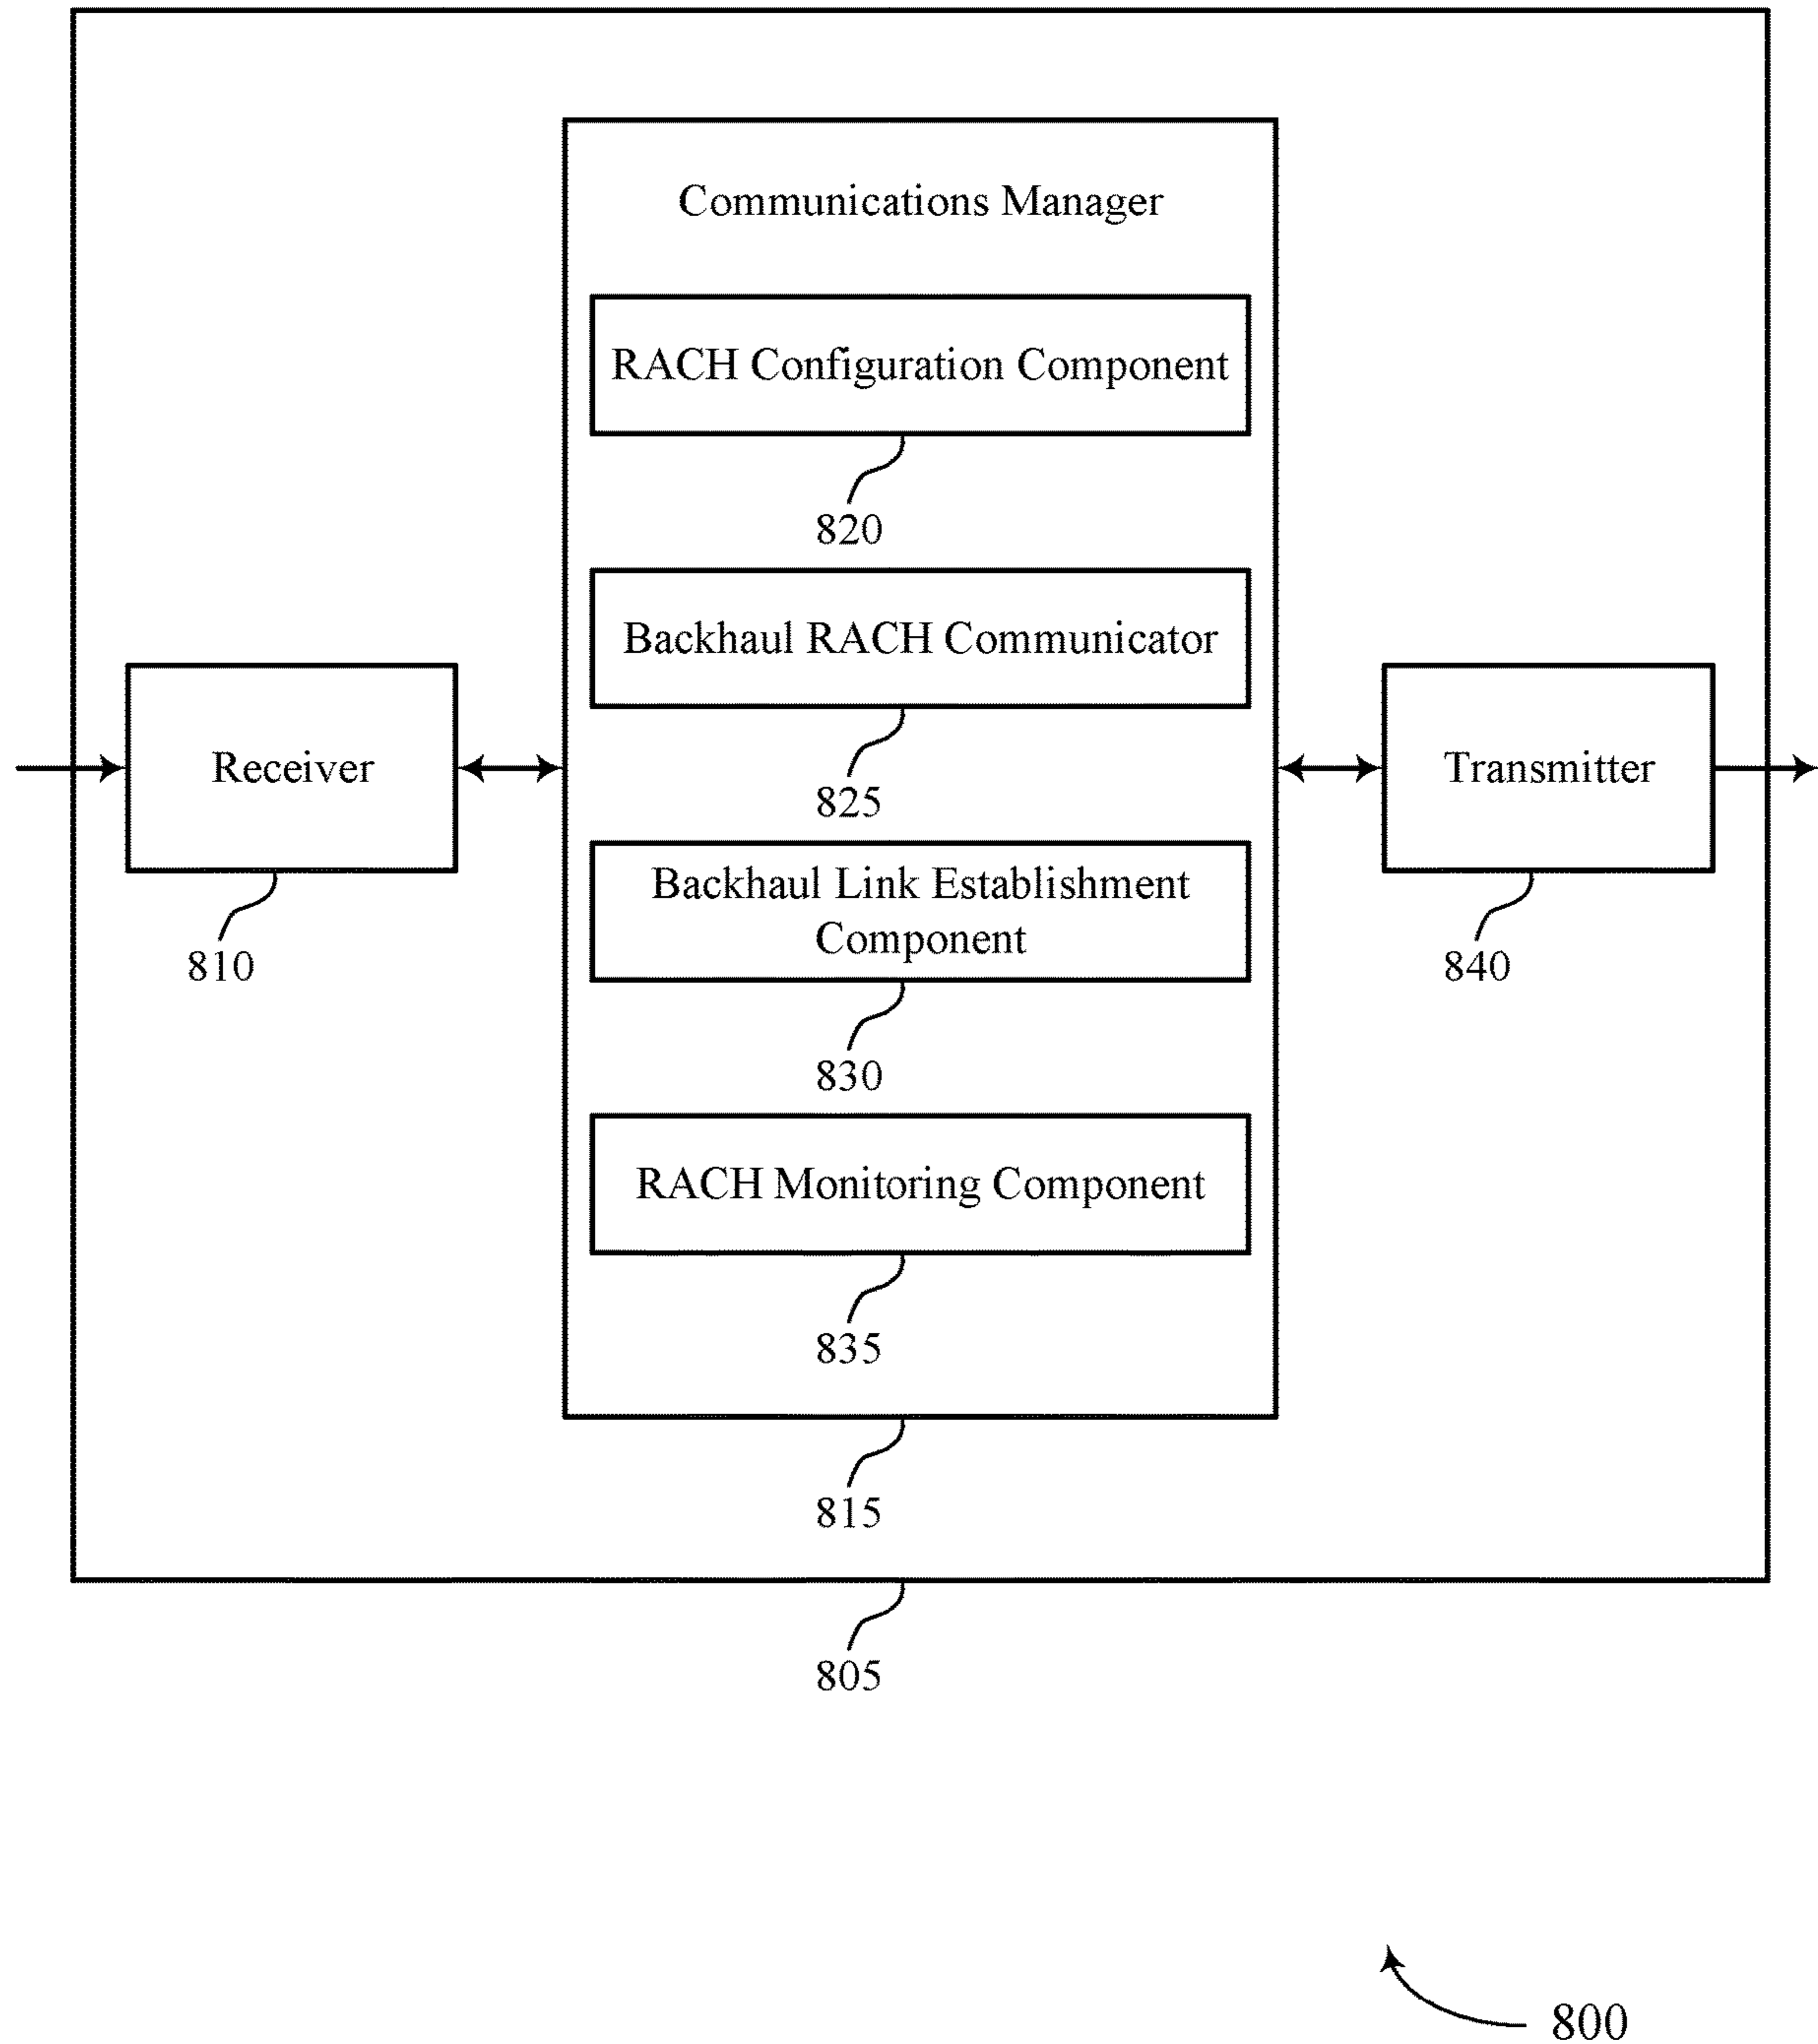 Communications Manager
RACH Configuration Component
820
Backhaul RACH Communicator
825
Receiver
810
Transmitter
840
Backhaul Link Establishment
Component
830
RACH Monitoring Component
835
815
805
800